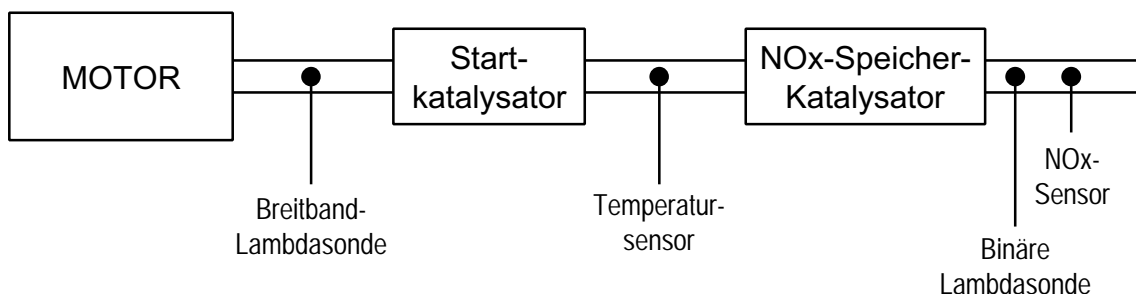 MOTOR
Start-
katalysator
NOx-Speicher-
Katalysator
Breitband-
Lambdasonde
Temperatur-
sensor
NOx-
Sensor
Binäre
Lambdasonde